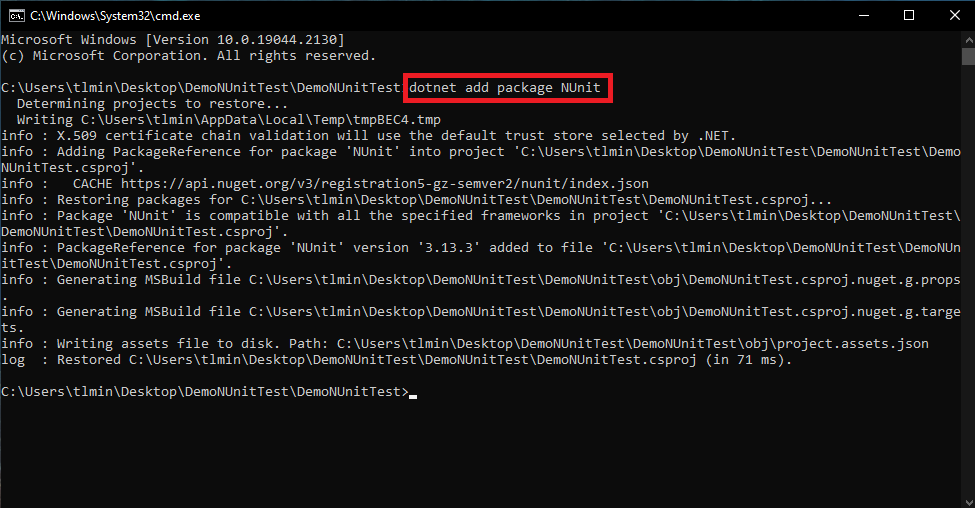 C:\Windows\System32\cmd.exe
Microsoft Windows [Version 10.0.19044.2130]
(c) Microsoft Corporation. All rights reserved.
C:\Users\tlmin\Desktop\DemoNUnitTest\DemoNUnitTest dotnet add package NUnit
Determining projects to restore...
Writing C:\Users\tlmin\AppData\Local\Temp\tmpBEC4.tmp
info : X.509 certificate chain validation will use the default trust store selected by .NET.
info : Adding PackageReference for package 'NUnit' into project 'C:\Users\tlmin\Desktop\DemoNUnitTest\DemoNUnitTest\Demo
NUnitTest.csproj'.
info :   CACHE https://api.nuget.org/v3/registration5-gz-semver2/nunit/index.json
info : Restoring packages for C:\Users\tlmin\Desktop\DemoNUnitTest\DemoNUnitTest\DemoNUnitTest.csproj...
info : Package 'NUnit' is compatible with all the specified frameworks in project 'C:\Users\tlmin\Desktop\DemoNUnitTest\
DemoNUnitTest\DemoNUnitTest.csproj'.
info : PackageReference for package 'NUnit' version '3.13.3' added to file 'C:\Users\tlmin\Desktop\DemoNUnitTest\DemoNUn
itTest\DemoNUnitTest.csproj'.
info : Generating MSBuild file C:\Users\tlmin\Desktop\DemoNUnitTest\DemoNUnitTest\obj\DemoNUnitTest.csproj.nuget.g.props
.
info : Generating MSBuild file C:\Users\tlmin\Desktop\DemoNUnitTest\DemoNUnitTest\obj\DemoNUnitTest.csproj.nuget.g.targe
ts.
info : Writing assets file to disk. Path: C:\Users\tlmin\Desktop\DemoNUnitTest\DemoNUnitTest\obj\project.assets.json
log  : Restored C:\Users\tlmin\Desktop\DemoNUnitTest\DemoNUnitTest\DemoNUnitTest.csproj (in 71 ms).
C:\Users\tlmin\Desktop\DemoNUnitTest\DemoNUnitTest>